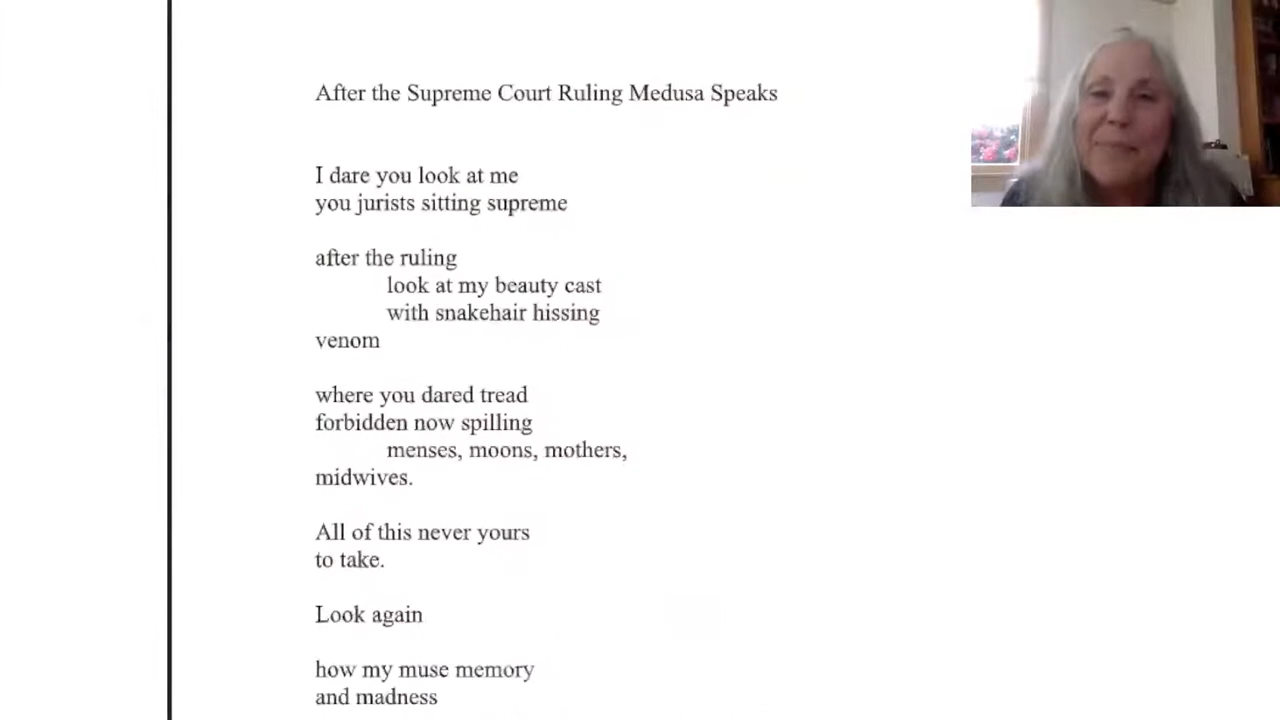 After the Supreme Court Ruling Medusa Speaks
I dare you look at me
you jurists sitting supreme
after the ruling
look at my beauty cast
with snakehair hissing
venom
where you dared tread
forbidden now spilling
menses, moons, mothers,
midwives.
All of this never yours
to take.
Look again
how my muse memory
and madness